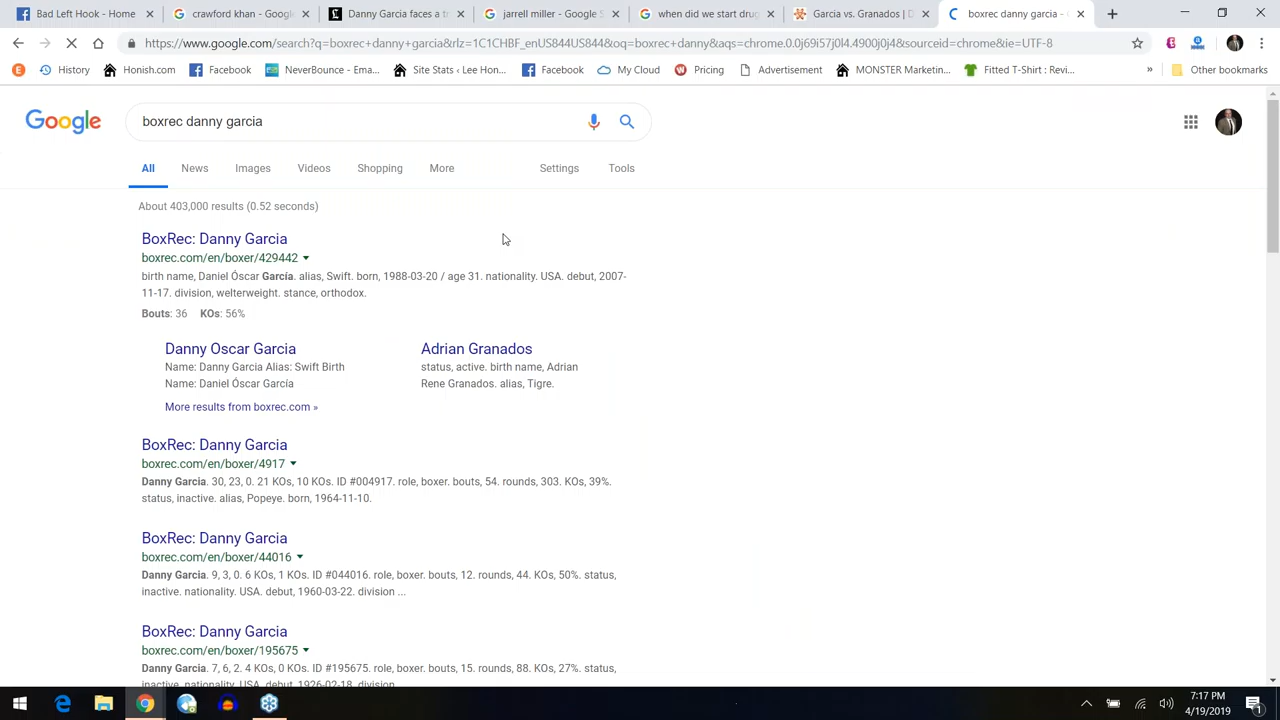 Bad Left Hook - Home
crawford khan - Google
Danny Garcia faces a t
jarrell miller - Google S
when did we start drug
Garcia vs. Granados | D
boxrec danny garcia -
https://www.google.com/search?q=boxrec+danny+garcia&rlz=1C1CHBF_enUS844US844&oq=boxrec+danny&aqs=chrome.0.0j69i57j0l4.4900j0j4&sourceid=chrome&ie=UTF-8
History
Honish.com
Facebook
NeverBounce - Ema...
Site Stats ‹ Lee Hon...
Facebook
My Cloud
Pricing
Advertisement
MONSTER Marketin...
Fitted T-Shirt : Revi...
»
Other bookmarks
Google
boxrec danny garcia
All
News
Images
Videos
Shopping
More
Settings
Tools
About 403,000 results (0.52 seconds)
BoxRec: Danny Garcia
boxrec.com/en/boxer/429442
birth name, Daniel Óscar García. alias, Swift. born, 1988-03-20 / age 31. nationality. USA. debut, 2007-
11-17. division, welterweight. stance, orthodox.
Bouts: 36 KOs: 56%
Danny Oscar Garcia
Name: Danny Garcia Alias: Swift Birth
Name: Daniel Óscar García
Adrian Granados
status, active. birth name, Adrian
Rene Granados. alias, Tigre.
More results from boxrec.com »
BoxRec: Danny Garcia
boxrec.com/en/boxer/4917
Danny Garcia. 30, 23, 0. 21 KOs, 10 KOs. ID #004917. role, boxer. bouts, 54. rounds, 303. KOs, 39%.
status, inactive. alias, Popeye. born, 1964-11-10.
BoxRec: Danny Garcia
boxrec.com/en/boxer/44016
Danny Garcia. 9, 3, 0. 6 KOs, 1 KOs. ID #044016. role, boxer. bouts, 12. rounds, 44. KOs, 50%. status,
inactive. nationality. USA. debut, 1960-03-22. division ...
BoxRec: Danny Garcia
boxrec.com/en/boxer/195675
Danny Garcia. 7, 6, 2. 4 KOs, 0 KOs. ID #195675. role, boxer. bouts, 15. rounds, 88. KOs, 27%. status,
inactive. nationality. USA. debut, 1926-02-18. division
7:17 PM
4/19/2019
1